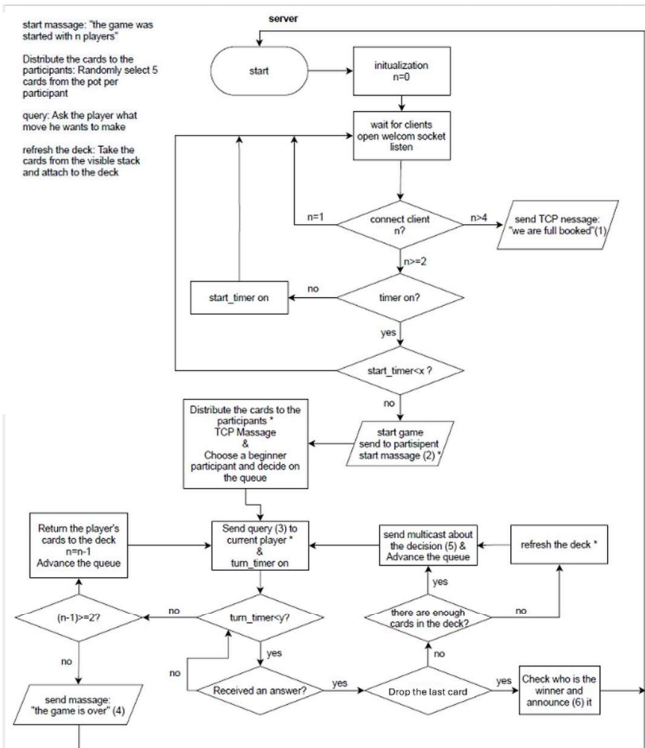 server
start massage: "the game was
started with n players"
Distribute the cards to the
participants: Randomly select 5
cards from the pot per
participant
query: Ask the player what
move he wants to make
refresh the deck: Take the
cards from the visible stack
and attach to the deck
start
initualization
n=0
wait for clients
open welcom socket
listen
n=1
connect client
n?
n>4
send TCP nessage:
"we are full booked"(1)
n>=2
start_timer on
no
timer on?
yes
start_timer<x ?
no
Distribute the cards to the
participants *
TCP Massage
&
Choose a beginner
participant and decide on
the queue
start game
send to partisipent
start massage (2) *
Return the player's
cards to the deck
n=n-1
Advance the queue
Send query (3) to
current player *
&
turn_timer on
send multicast about
the decision (5) &
Advance the queue
refresh the deck *
yes
(n-1)>=2?
no
turn_timer<y?
there are enough
cards in the deck?
no
no
yes
no
no
send massage:
"the game is over" (4)
Received an answer?
yes
Drop the last card
yes
Check who is the
winner and
announce (6) it